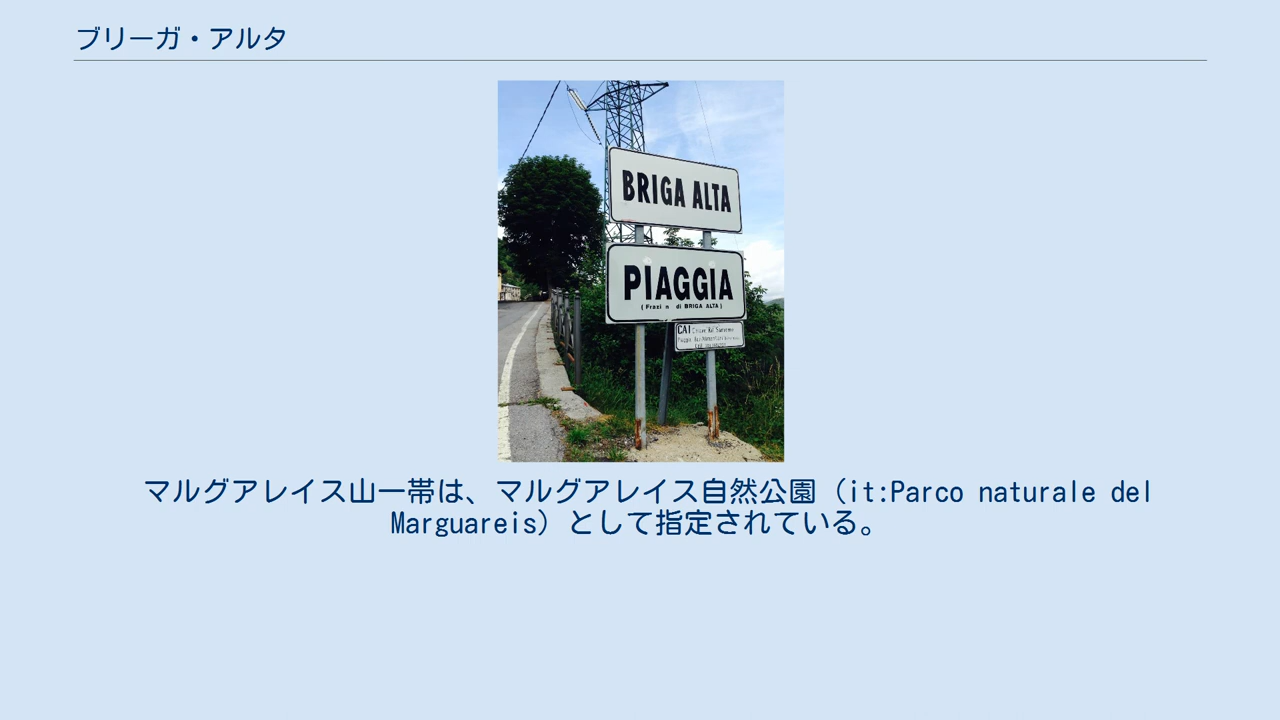 ブリーガ・アルタ
BRIGA ALTA
PIAGGIA
di BRIGA ALTA)
CAI
マルグアレイス山一帯は、マルグアレイス自然公園（it:Parco naturale del
Marguareis）として指定されている。